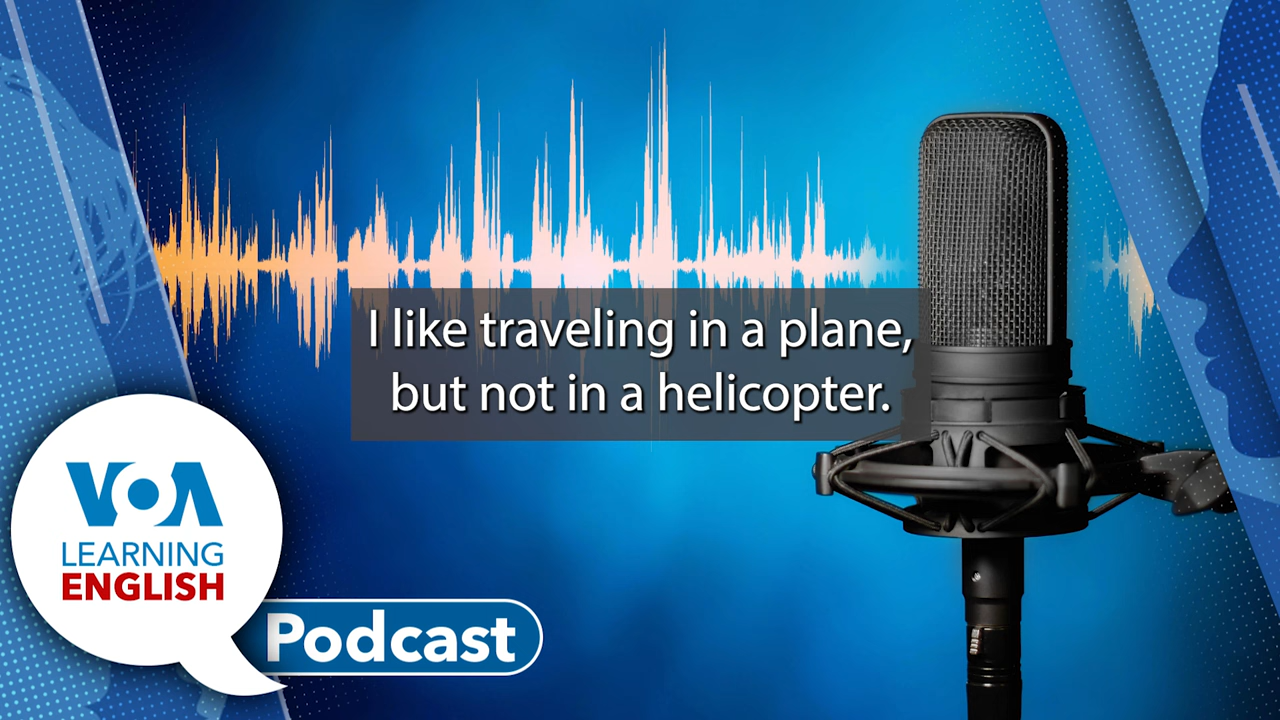 I like traveling in a plane,
but not in a helicopter.
VOA
LEARNING
ENGLISH
Podcast